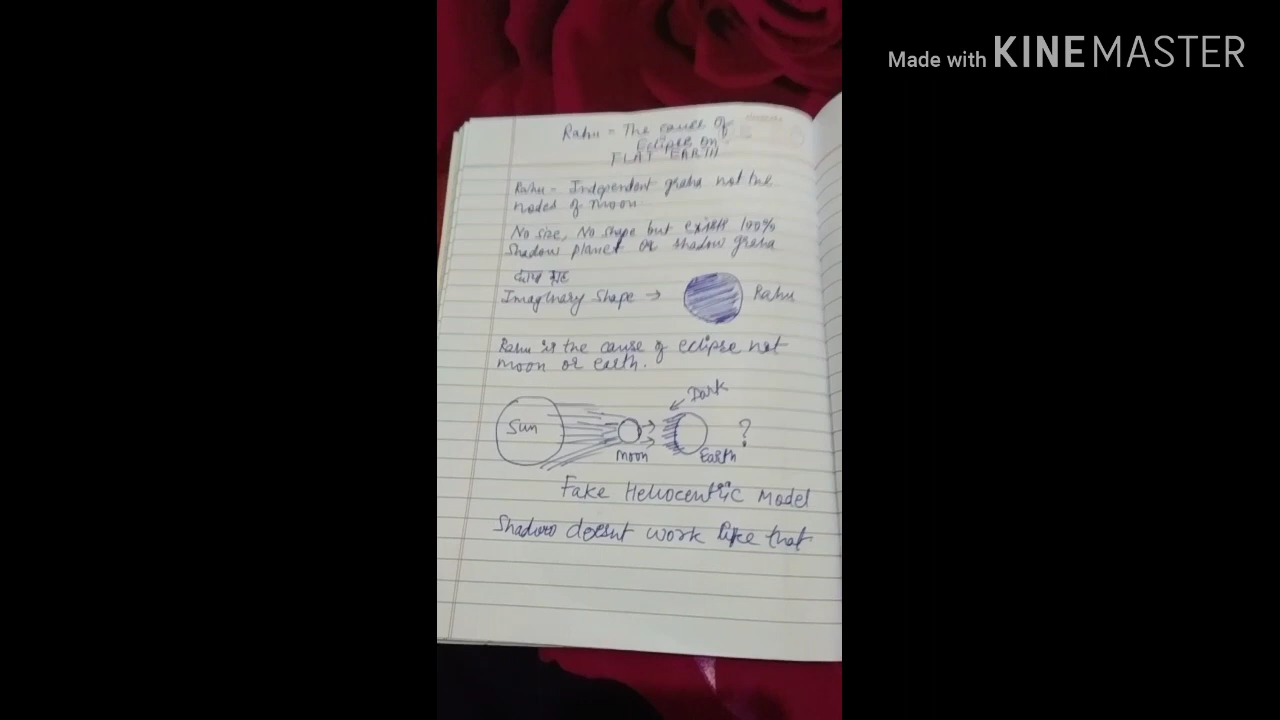 Made with KINEMASTER
Rahu = The cause of
Eclipse on
FLAT EARTH
Rahu - Independent graha not the
nodes of moon
No size, No shape but exists 100%
Shadow planet or shadow graha
छाया ग्रह
Imaginary Shape → Rahu
Rahu is the cause of eclipse not
moon or earth.
Dark
Sun
?
moon Earth
Fake Heliocentric Model
Shadow doesnt work like that